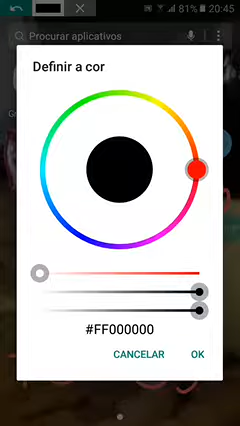 81% 20:45
Procurar aplicativos
Definir a cor
#FF000000
CANCELAR OK